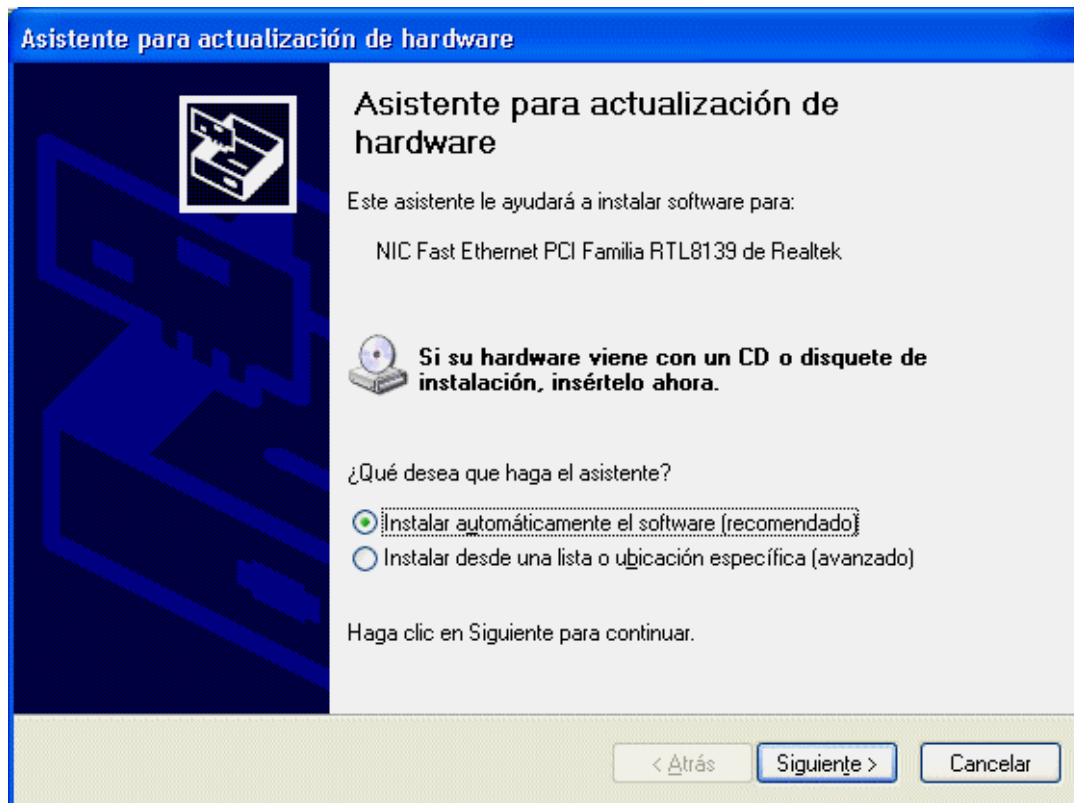 Asistente para actualización de hardware
Asistente para actualización de
hardware
Este asistente le ayudará a instalar software para:
NIC Fast Ethernet PCI Familia RTL8139 de Realtek
Si su hardware viene con un CD o disquete de
instalación, insértelo ahora.
¿Qué desea que haga el asistente?
Instalar automáticamente el software (recomendado)
Instalar desde una lista o ubicación específica (avanzado)
Haga clic en Siguiente para continuar.
< Atrás Siguiente > Cancelar